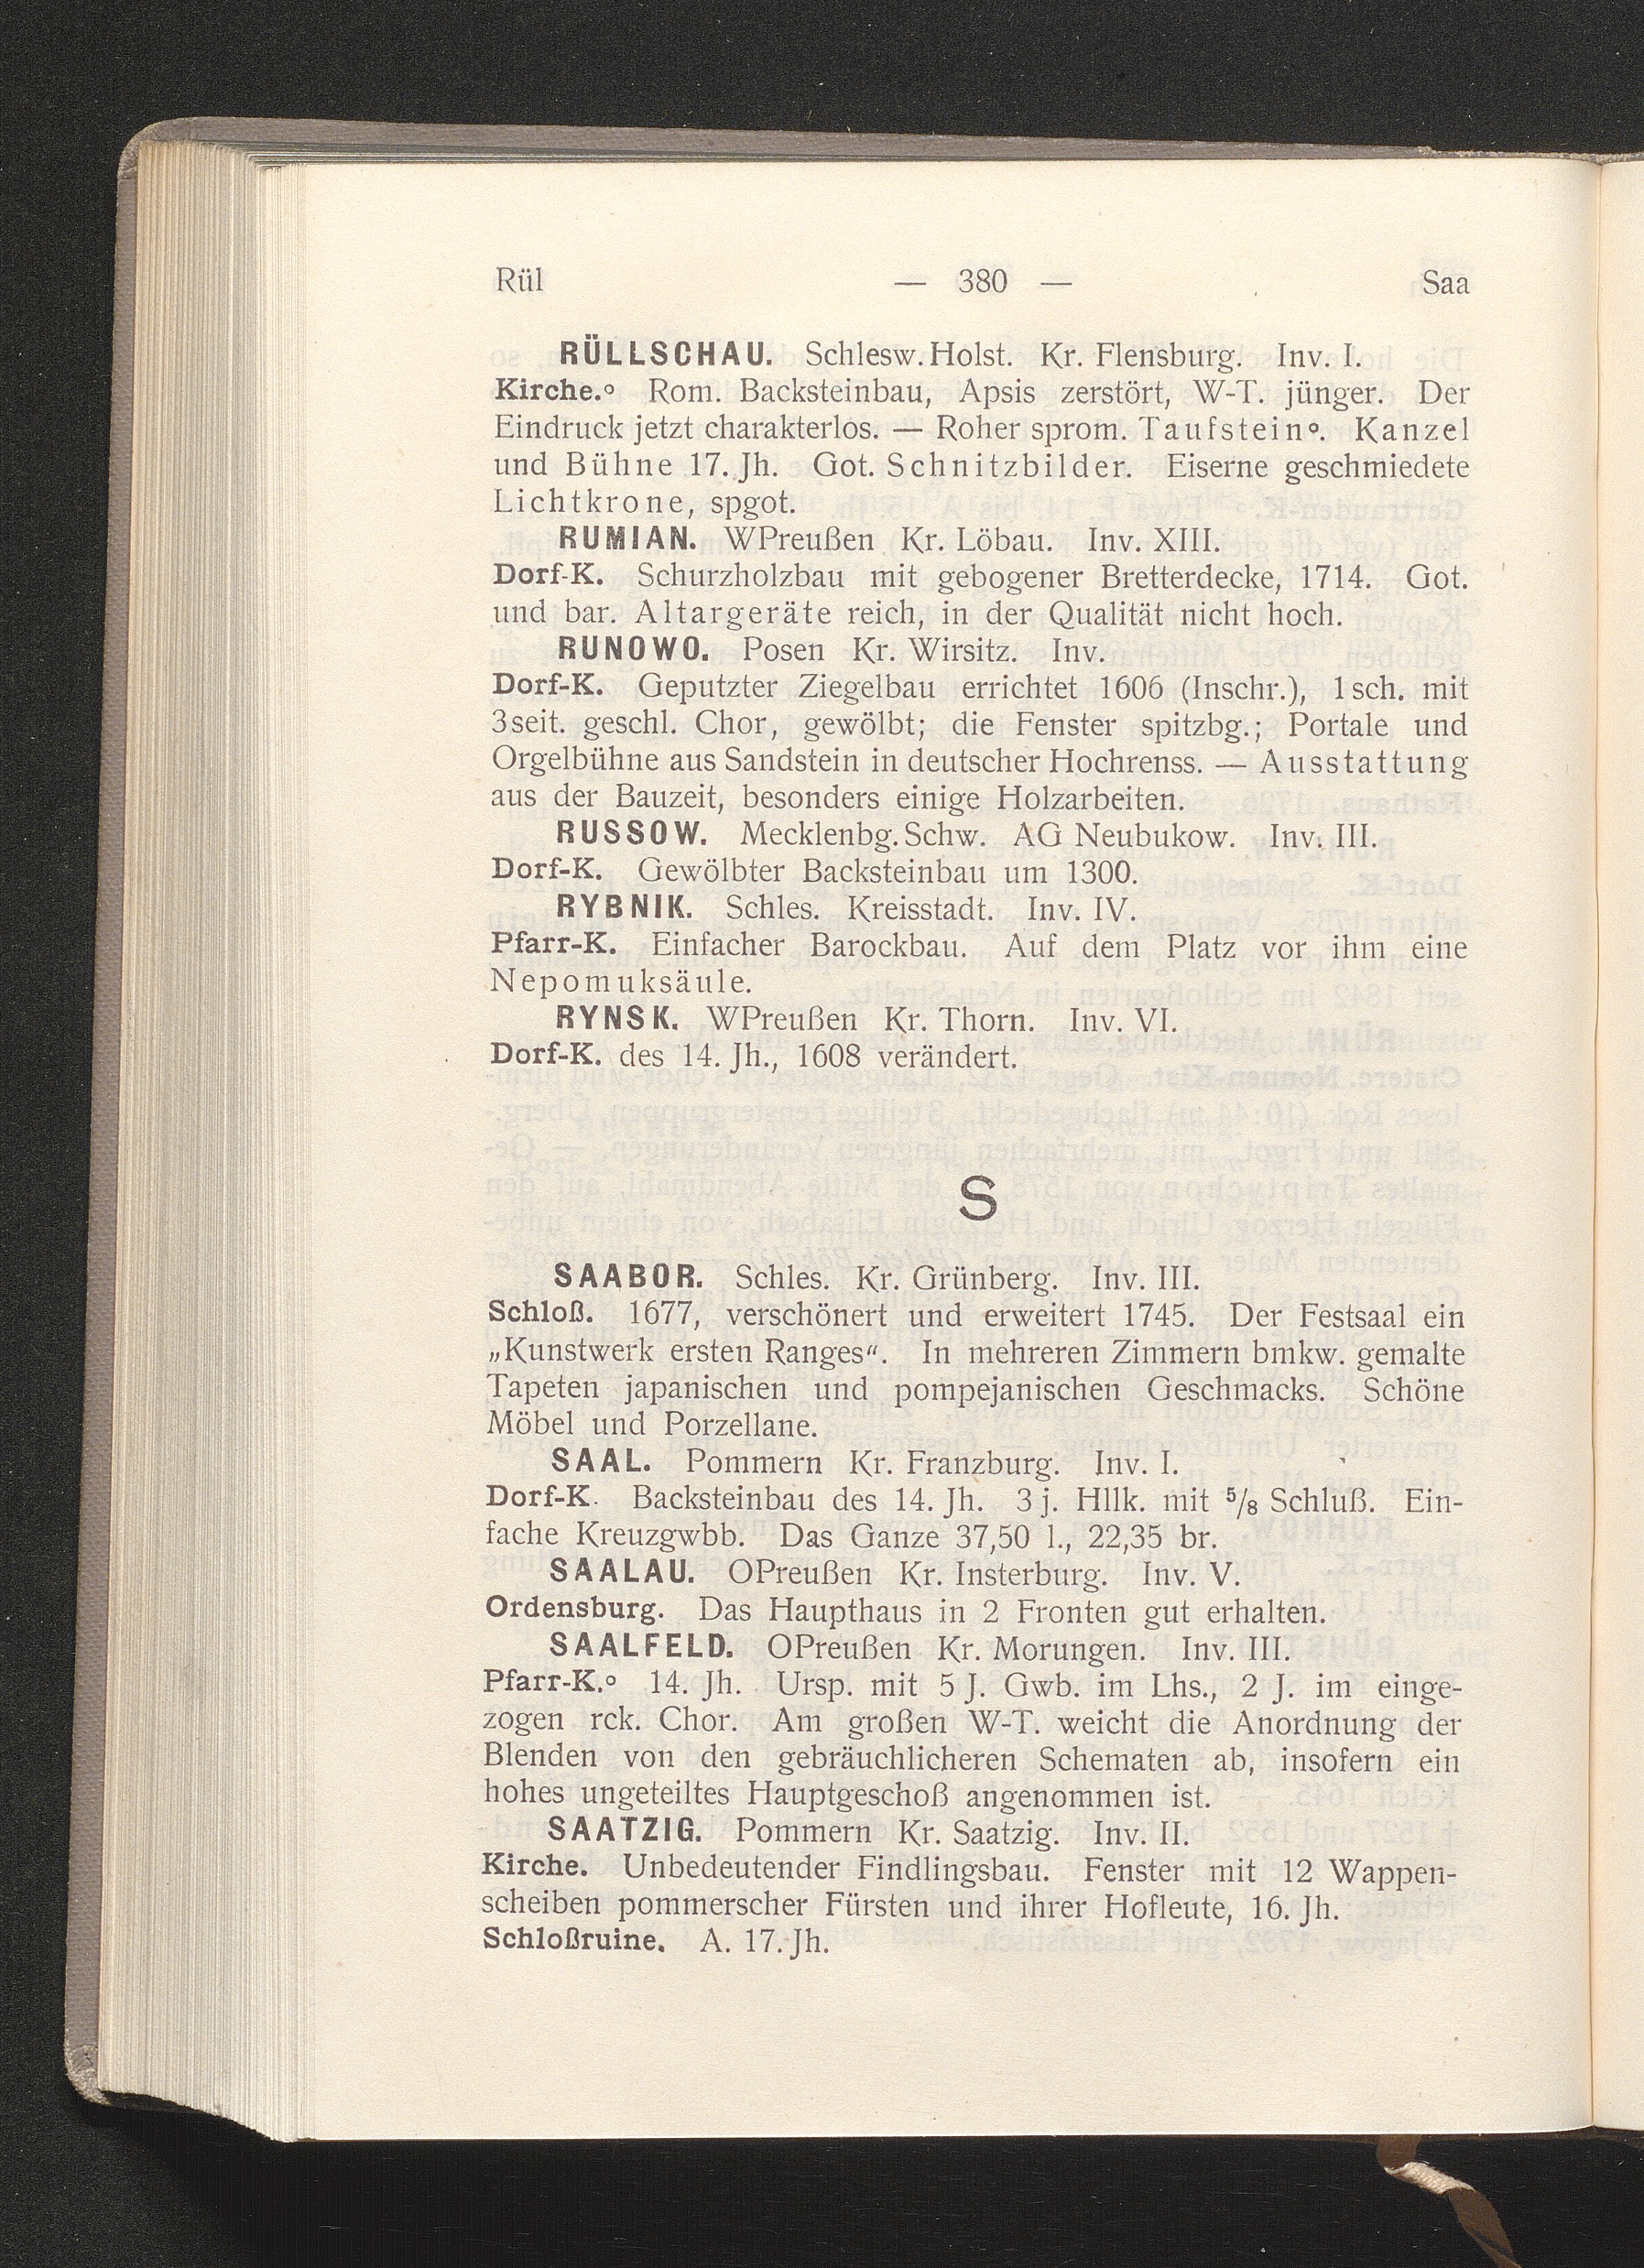 Rül — 380 — Saa
RÜLLSCHAU. Schlesw. Holst. Kr. Flensburg. Inv. I.
Kirche.° Rom. Backsteinbau, Apsis zerstört, W-T. jünger. Der
Eindruck jetzt charakterlos. — Roher sprom. Taufstein°. Kanzel
und Bühne 17. Jh. Got. Schnitzbilder. Eiserne geschmiedete
Lichtkrone, spgot.
RUMIAN. WPreußen Kr. Löbau. Inv. XIII.
Dorf-K. Schurzholzbau mit gebogener Bretterdecke, 1714. Got.
und bar. Altargeräte reich, in der Qualität nicht hoch.
RUNOWO. Posen Kr. Wirsitz. Inv.
Dorf-K. Geputzter Ziegelbau errichtet 1606 (Inschr.), 1sch. mit
3seit. geschl. Chor, gewölbt; die Fenster spitzbg.; Portale und
Orgelbühne aus Sandstein in deutscher Hochrenss. — Ausstattung
aus der Bauzeit, besonders einige Holzarbeiten.
RUSSOW. Mecklenbg. Schw. AG Neubukow. Inv. III.
Dorf-K. Gewölbter Backsteinbau um 1300.
RYBNIK. Schles. Kreisstadt. Inv. IV.
Pfarr-K. Einfacher Barockbau. Auf dem Platz vor ihm eine
Nepomuksäule.
RYNSK. WPreußen Kr. Thorn. Inv. VI.
Dorf-K. des 14. Jh., 1608 verändert.
S
SAABOR. Schles. Kr. Grünberg. Inv. III.
Schloß. 1677, verschönert und erweitert 1745. Der Festsaal ein
„Kunstwerk ersten Ranges“. In mehreren Zimmern bmkw. gemalte
Tapeten japanischen und pompejanischen Geschmacks. Schöne
Möbel und Porzellane.
SAAL. Pommern Kr. Franzburg. Inv. I.
Dorf-K. Backsteinbau des 14. Jh. 3 j. Hllk. mit ⁵/₈ Schluß. Ein-
fache Kreuzgwbb. Das Ganze 37,50 l., 22,35 br.
SAALAU. OPreußen Kr. Insterburg. Inv. V.
Ordensburg. Das Haupthaus in 2 Fronten gut erhalten.
SAALFELD. OPreußen Kr. Morungen. Inv. III.
Pfarr-K.° 14. Jh. Ursp. mit 5 J. Gwb. im Lhs., 2 J. im einge-
zogen rck. Chor. Am großen W-T. weicht die Anordnung der
Blenden von den gebräuchlicheren Schematen ab, insofern ein
hohes ungeteiltes Hauptgeschoß angenommen ist.
SAATZIG. Pommern Kr. Saatzig. Inv. II.
Kirche. Unbedeutender Findlingsbau. Fenster mit 12 Wappen-
scheiben pommerscher Fürsten und ihrer Hofleute, 16. Jh.
Schloßruine. A. 17. Jh.